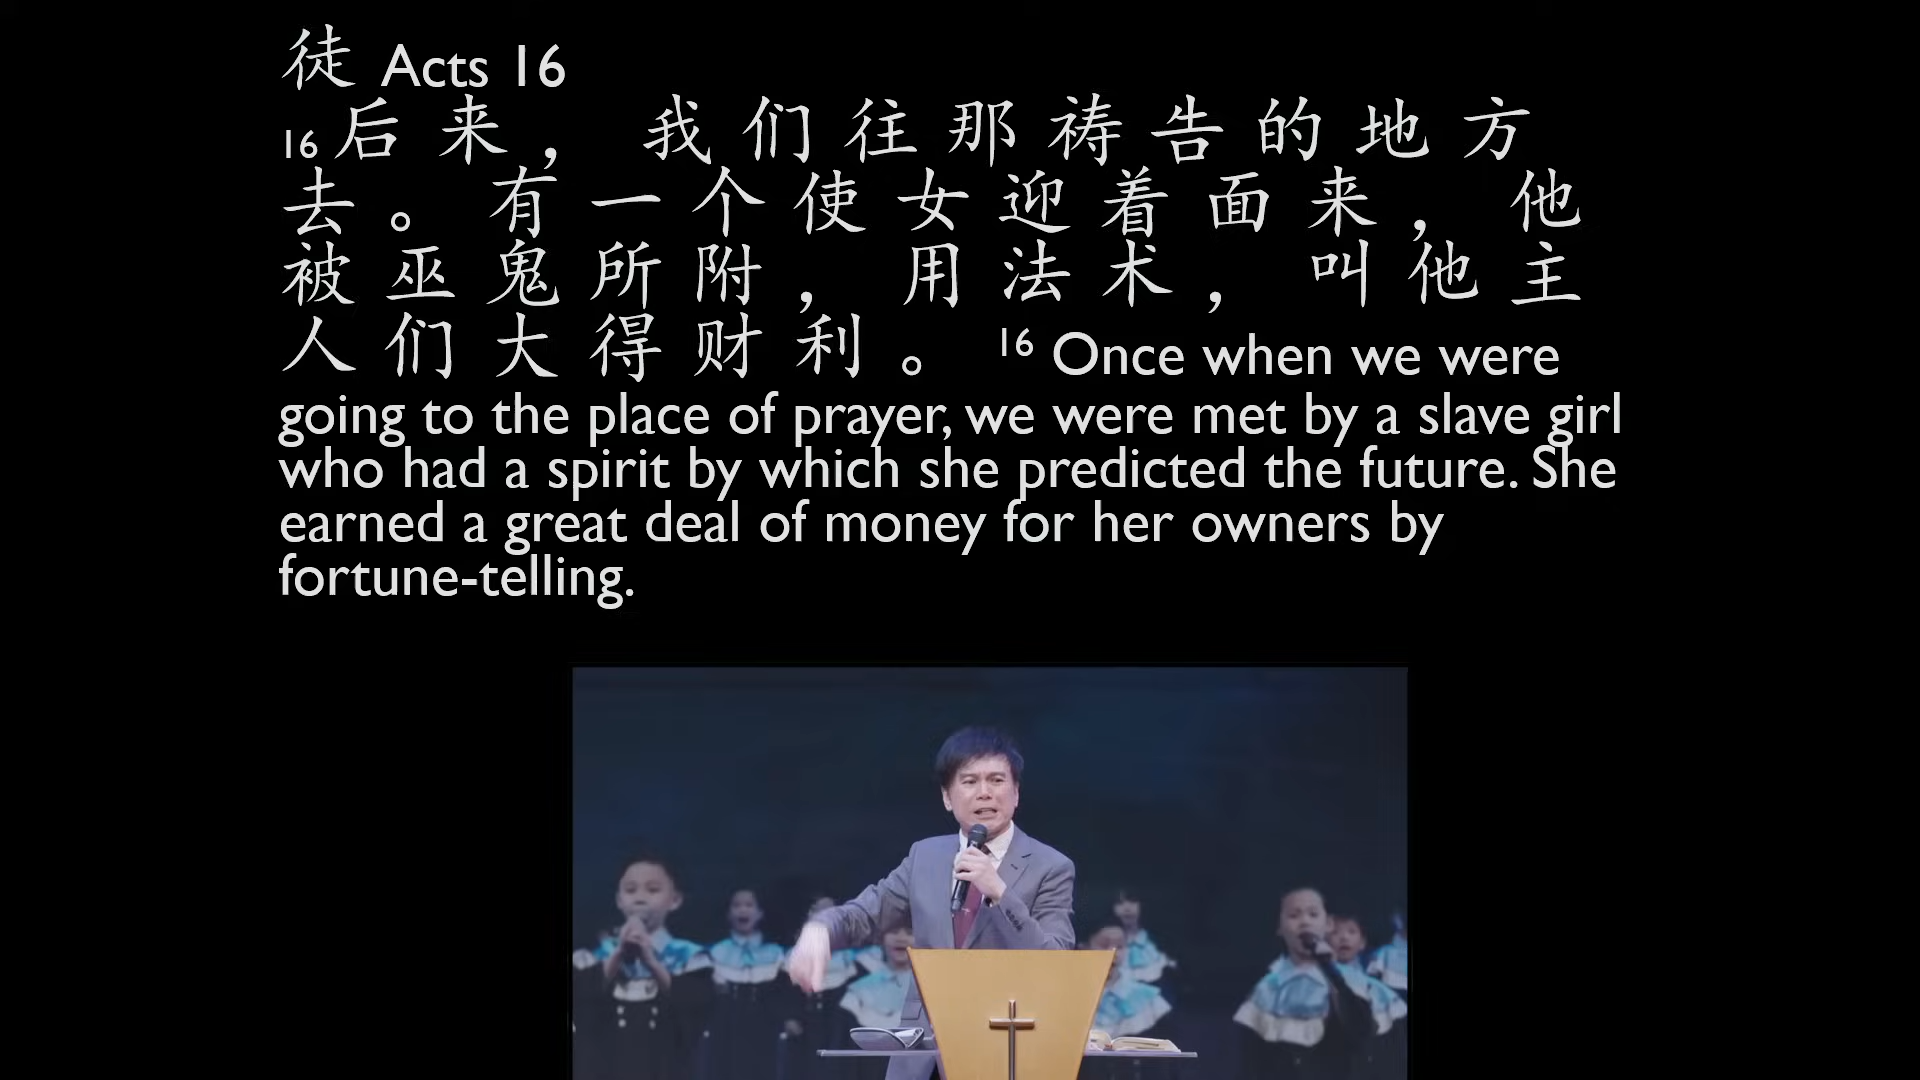 徒 Acts 16
16 后 来 ， 我 们 往 那 祷 告 的 地 方
去 。 有 一 个 使 女 迎 着 面 来 ， 他
被 巫 鬼 所 附 ， 用 法 术 ， 叫 他 主
人 们 大 得 财 利 。 16 Once when we were
going to the place of prayer, we were met by a slave girl
who had a spirit by which she predicted the future. She
earned a great deal of money for her owners by
fortune-telling.